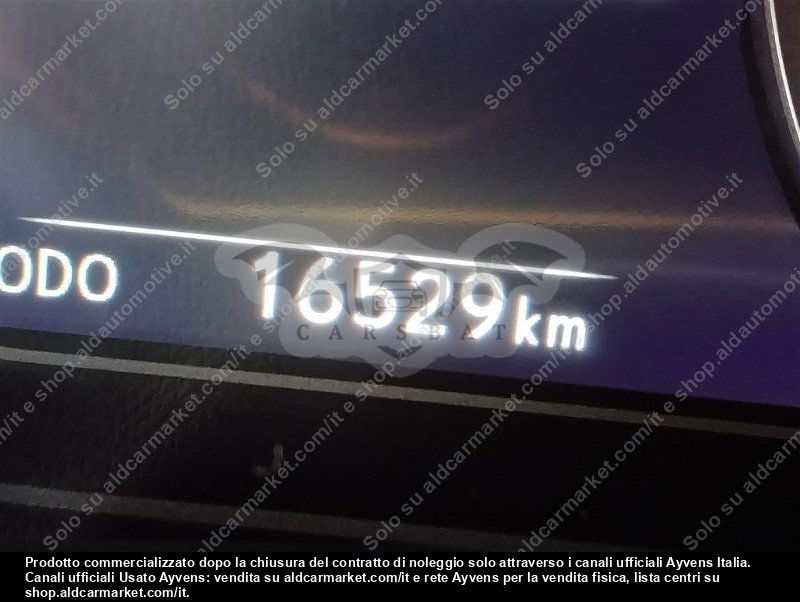 Solo su aldcarmarket.com/it e shop.aldautomotive.it
ODO 16529 km
CARSBAT
Prodotto commercializzato dopo la chiusura del contratto di noleggio solo attraverso i canali ufficiali Ayvens Italia.
Canali ufficiali Usato Ayvens: vendita su aldcarmarket.com/it e rete Ayvens per la vendita fisica, lista centri su
shop.aldcarmarket.com/it.